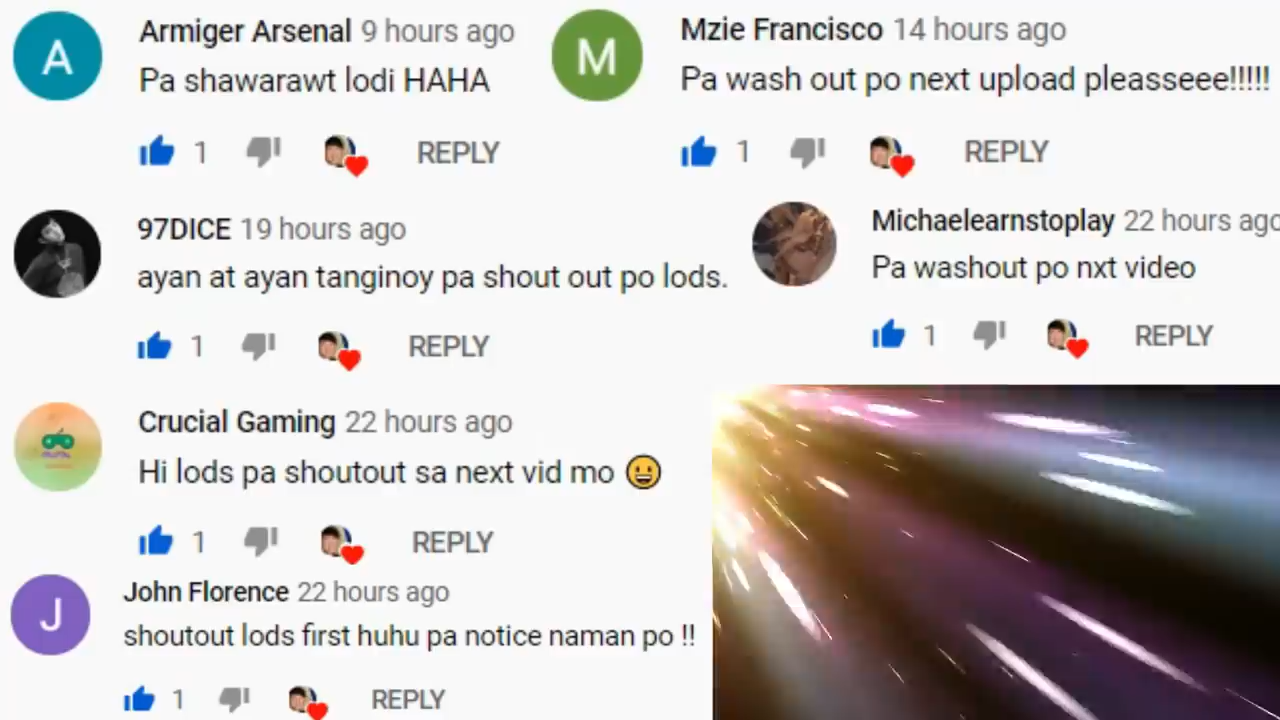 A
Armiger Arsenal 9 hours ago
Pa shawarawt lodi HAHA
1 REPLY
M
Mzie Francisco 14 hours ago
Pa wash out po next upload pleasseee!!!!!
1 REPLY
97DICE 19 hours ago
ayan at ayan tanginoy pa shout out po lods.
1 REPLY
Michaelearnstoplay 22 hours ago
Pa washout po nxt video
1 REPLY
Crucial Gaming 22 hours ago
Hi lods pa shoutout sa next vid mo 😀
1 REPLY
J
John Florence 22 hours ago
shoutout lods first huhu pa notice naman po !!
1 REPLY